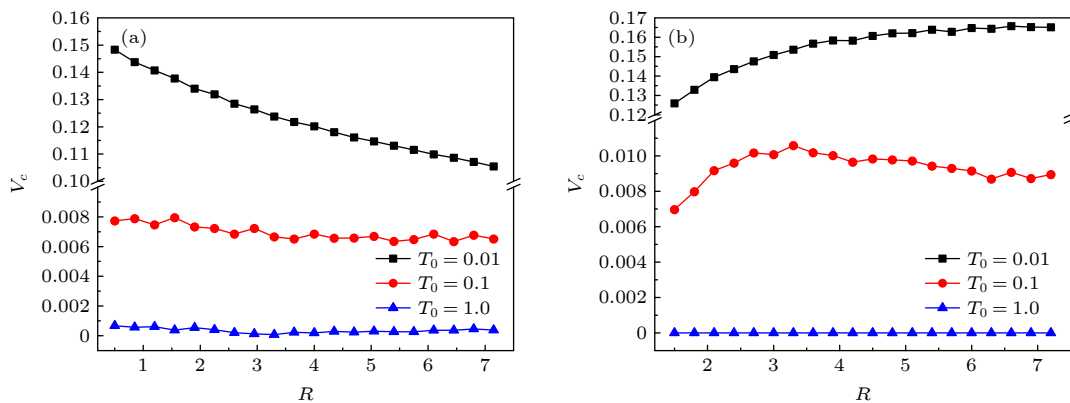 (a)
0.16
0.15
0.14
0.13
0.12
0.11
0.10
0.008
0.006
0.004
0.002
0
V_c
T_0 = 0.01
T_0 = 0.1
T_0 = 1.0
1 2 3 4 5 6 7
R
(b)
0.17
0.16
0.15
0.14
0.13
0.12
0.010
0.008
0.006
0.004
0.002
0
V_c
T_0 = 0.01
T_0 = 0.1
T_0 = 1.0
2 3 4 5 6 7
R